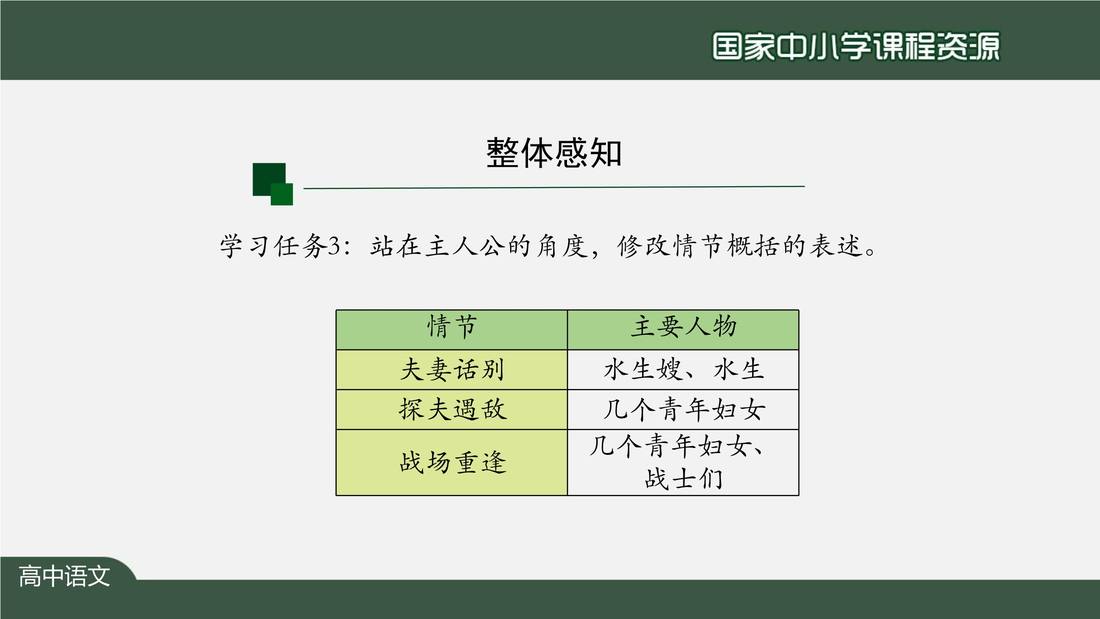 国家中小学课程资源
整体感知
学习任务3：站在主人公的角度，修改情节概括的表述。
情节 主要人物
夫妻话别 水生嫂、水生
探夫遇敌 几个青年妇女
战场重逢 几个青年妇女、
战士们
高中语文